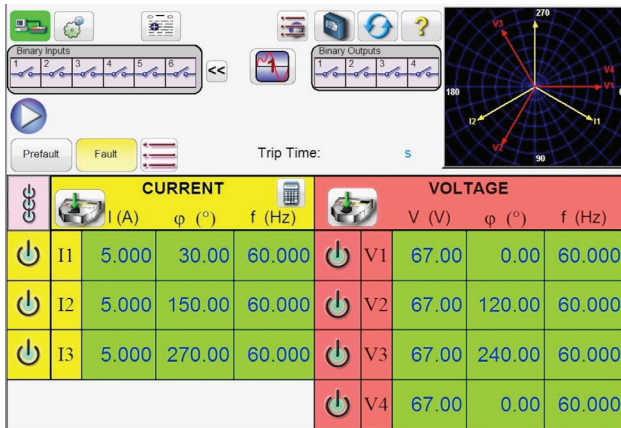 Binary Inputs
1 2 3 4 5 6
<<
Binary Outputs
1 2 3 4
270
V3
V4
V1
180
0
I2
I1
V2
90
Prefault
Fault
Trip Time: s
CURRENT
I (A) φ (°) f (Hz)
VOLTAGE
V (V) φ (°) f (Hz)
I1 5.000 30.00 60.000 V1 67.00 0.00 60.000
I2 5.000 150.00 60.000 V2 67.00 120.00 60.000
I3 5.000 270.00 60.000 V3 67.00 240.00 60.000
V4 67.00 0.00 60.000